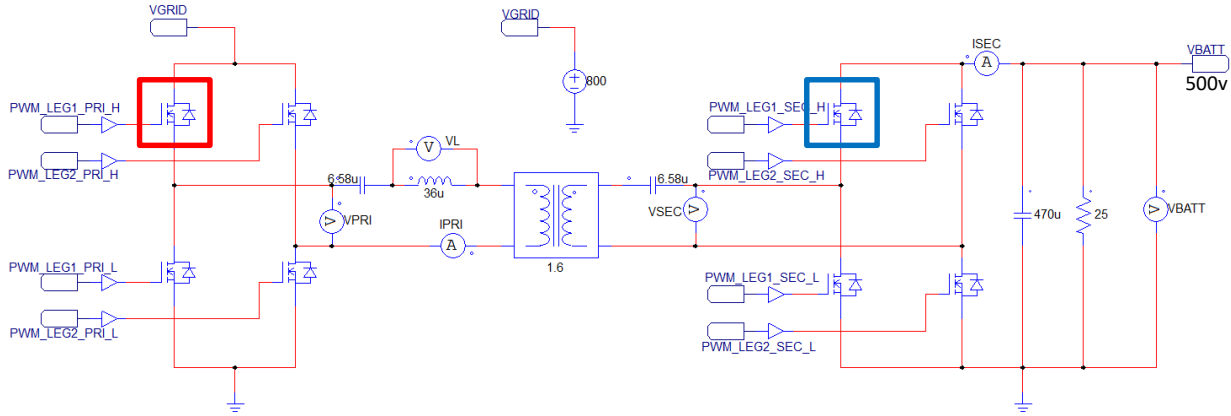 VGRID
VGRID
800
ISEC
A
VBATT
500v
PWM_LEG1_PRI_H
PWM_LEG2_PRI_H
PWM_LEG1_SEC_H
PWM_LEG2_SEC_H
V
VL
6.58u
36u
6.58u
V
VPRI
IPRI
A
VSEC
V
470u
25
V
VBATT
1.6
PWM_LEG1_PRI_L
PWM_LEG2_PRI_L
PWM_LEG1_SEC_L
PWM_LEG2_SEC_L